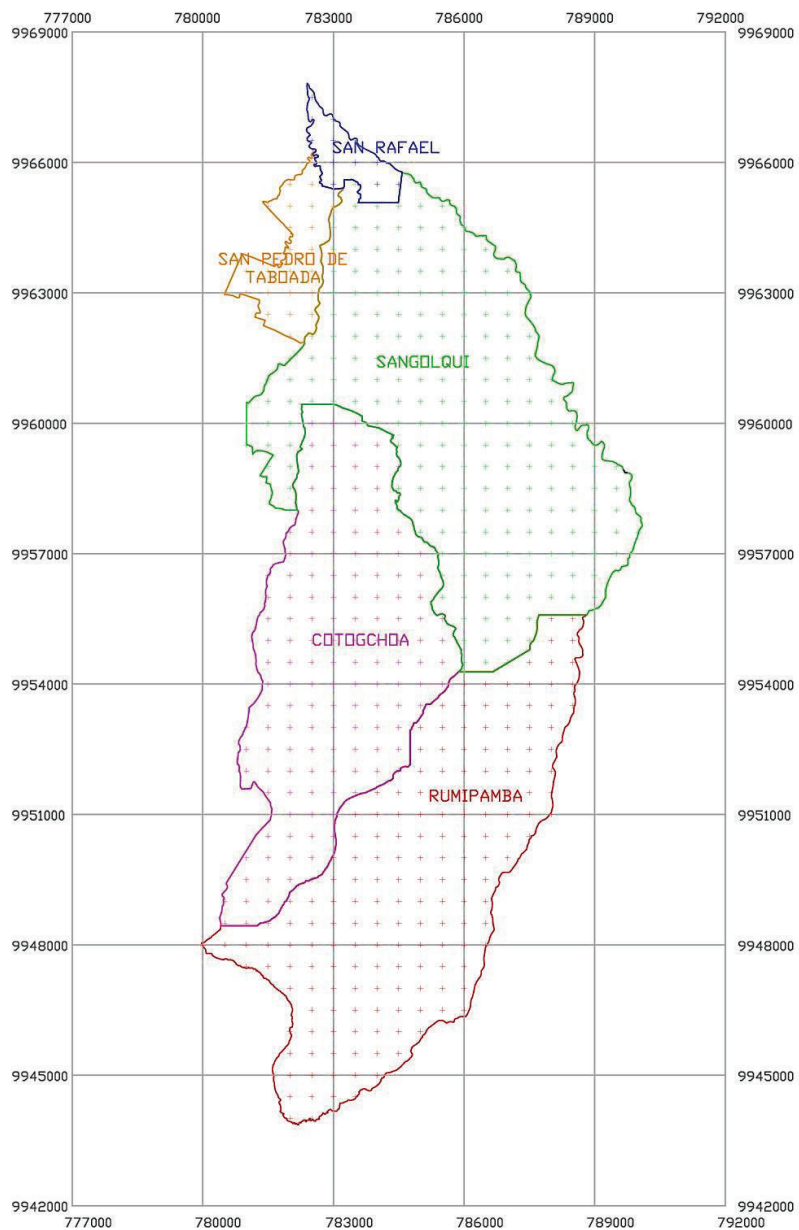 777000 780000 783000 786000 789000 792000
9969000 9969000
SAN RAFAEL
9966000 9966000
SAN PEDRO DE
TABOADA
9963000 9963000
SANGOLQUI
9960000 9960000
9957000 9957000
COTOGCHOA
9954000 9954000
RUMIPAMBA
9951000 9951000
9948000 9948000
9945000 9945000
9942000 9942000
777000 780000 783000 786000 789000 792000